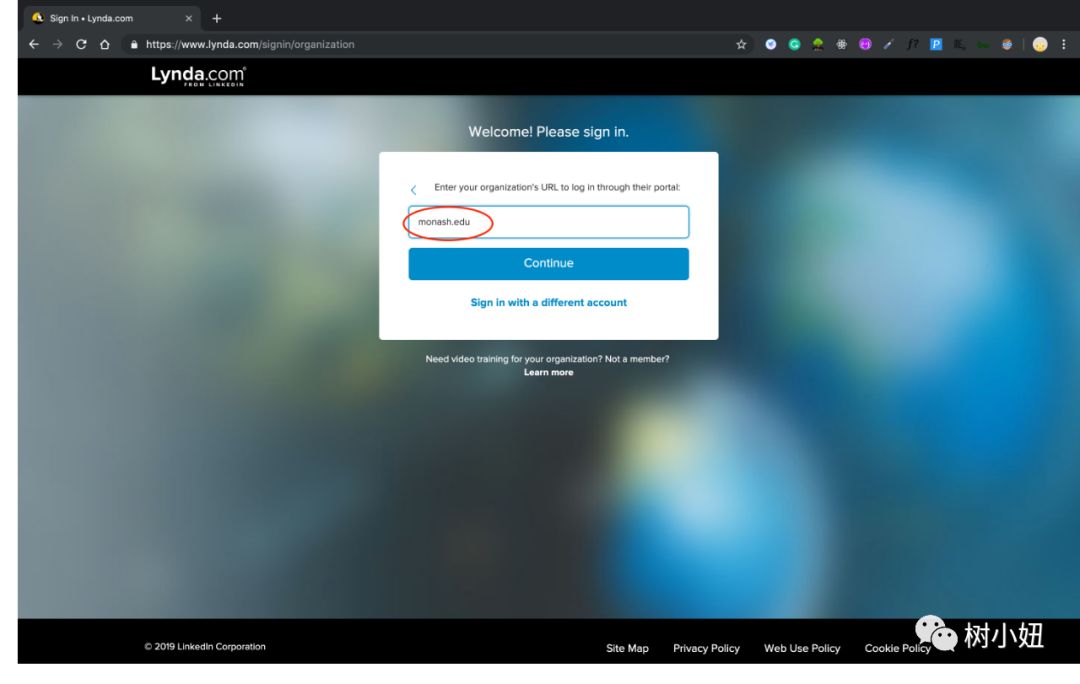 Sign In • Lynda.com
https://www.lynda.com/signin/organization
Lynda.com®
FROM LINKEDIN
Welcome! Please sign in.
Enter your organization's URL to log in through their portal:
monash.edu
Continue
Sign in with a different account
Need video training for your organization? Not a member?
Learn more
© 2019 LinkedIn Corporation
Site Map Privacy Policy Web Use Policy Cookie Policy
树小妞